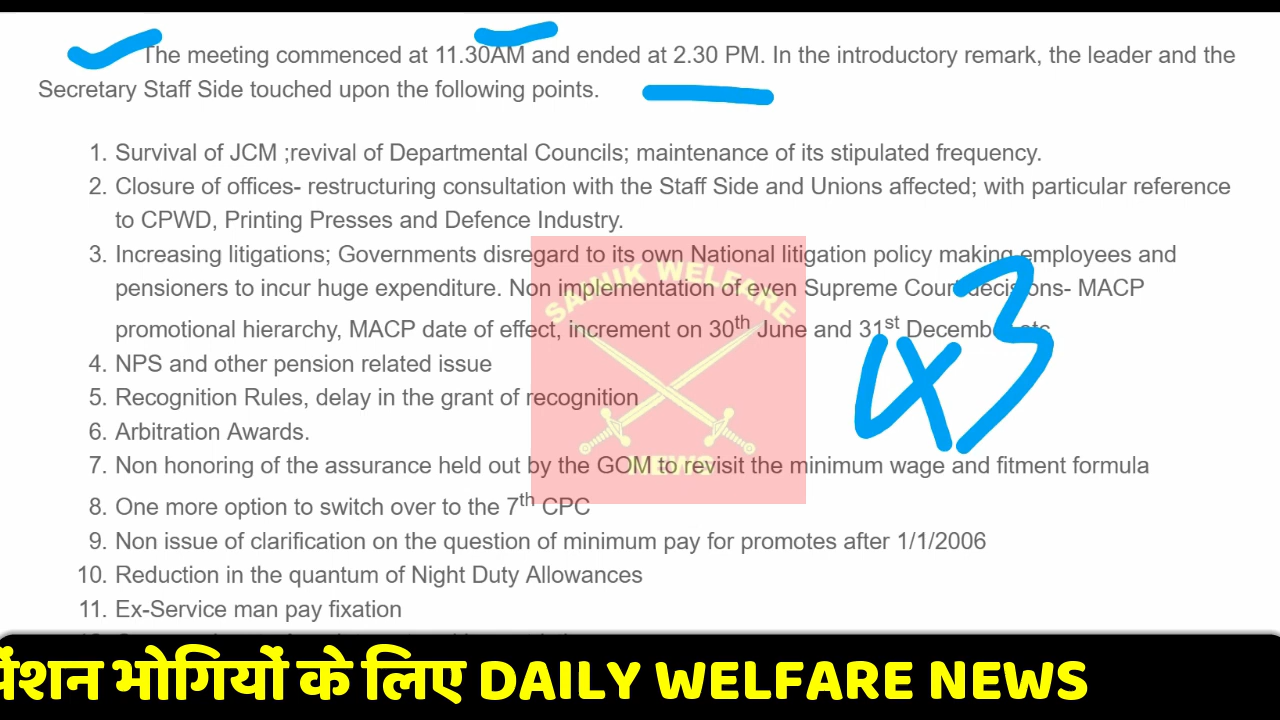 The meeting commenced at 11.30AM and ended at 2.30 PM. In the introductory remark, the leader and the
Secretary Staff Side touched upon the following points.
1. Survival of JCM ;revival of Departmental Councils; maintenance of its stipulated frequency.
2. Closure of offices- restructuring consultation with the Staff Side and Unions affected; with particular reference
to CPWD, Printing Presses and Defence Industry.
3. Increasing litigations; Governments disregard to its own National litigation policy making employees and
pensioners to incur huge expenditure. Non implementation of even Supreme Court decisions- MACP
promotional hierarchy, MACP date of effect, increment on 30th June and 31st December etc
4. NPS and other pension related issue
5. Recognition Rules, delay in the grant of recognition
6. Arbitration Awards.
7. Non honoring of the assurance held out by the GOM to revisit the minimum wage and fitment formula
8. One more option to switch over to the 7th CPC
9. Non issue of clarification on the question of minimum pay for promotes after 1/1/2006
10. Reduction in the quantum of Night Duty Allowances
11. Ex-Service man pay fixation
SAINIK WELFARE
NEWS
पेंशन भोगियों के लिए DAILY WELFARE NEWS